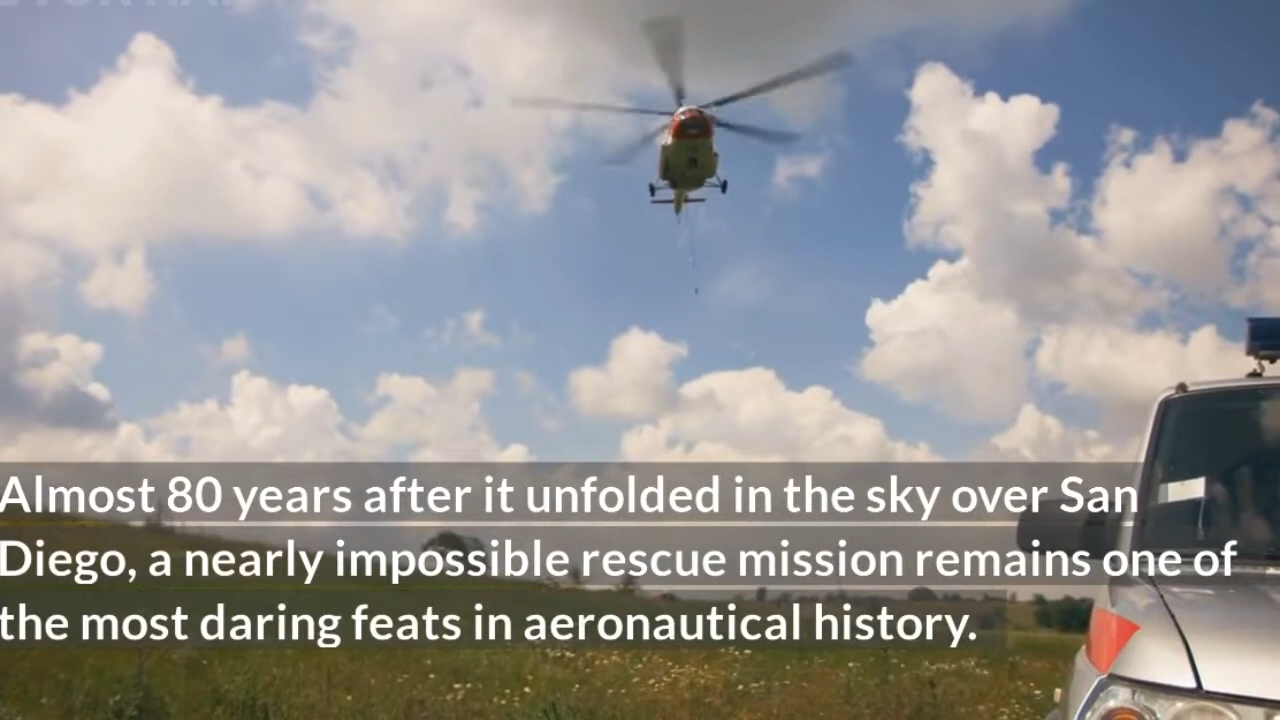 Almost 80 years after it unfolded in the sky over San
Diego, a nearly impossible rescue mission remains one of
the most daring feats in aeronautical history.